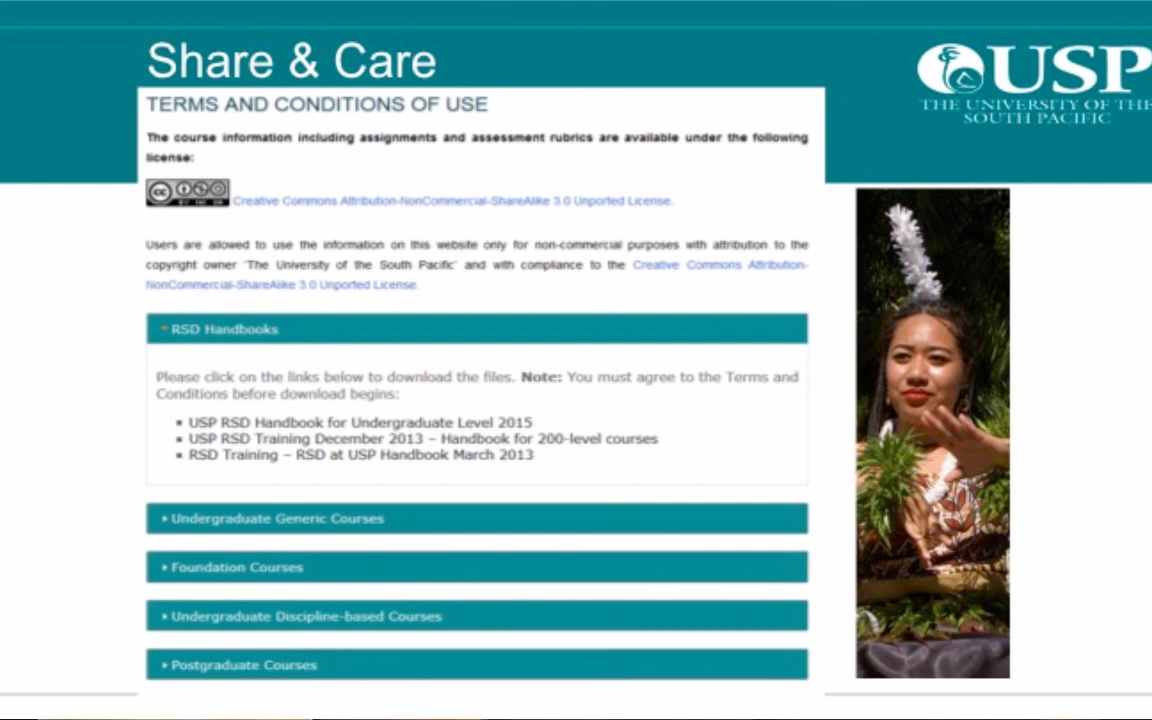 Share & Care
USP
THE UNIVERSITY OF THE
SOUTH PACIFIC
TERMS AND CONDITIONS OF USE
The course information including assignments and assessment rubrics are available under the following
license:
cc
BY NC SA
Creative Commons Attribution-NonCommercial-ShareAlike 3.0 Unported License.
Users are allowed to use the information on this website only for non-commercial purposes with attribution to the
copyright owner 'The University of the South Pacific' and with compliance to the Creative Commons Attribution-
NonCommercial-ShareAlike 3.0 Unported License.
RSD Handbooks
Please click on the links below to download the files. Note: You must agree to the Terms and
Conditions before download begins:
USP RSD Handbook for Undergraduate Level 2015
USP RSD Training December 2013 – Handbook for 200-level courses
RSD Training – RSD at USP Handbook March 2013
Undergraduate Generic Courses
Foundation Courses
Undergraduate Discipline-based Courses
Postgraduate Courses